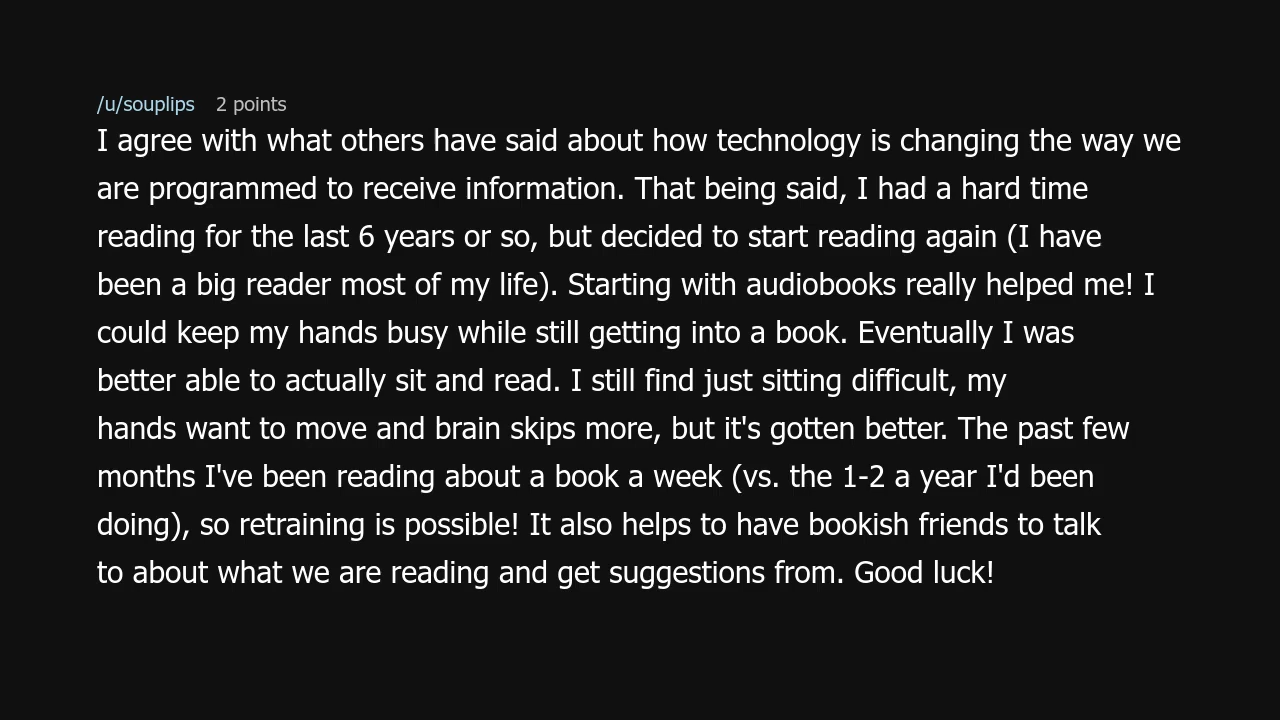 /u/souplips 2 points
I agree with what others have said about how technology is changing the way we
are programmed to receive information. That being said, I had a hard time
reading for the last 6 years or so, but decided to start reading again (I have
been a big reader most of my life). Starting with audiobooks really helped me! I
could keep my hands busy while still getting into a book. Eventually I was
better able to actually sit and read. I still find just sitting difficult, my
hands want to move and brain skips more, but it's gotten better. The past few
months I've been reading about a book a week (vs. the 1-2 a year I'd been
doing), so retraining is possible! It also helps to have bookish friends to talk
to about what we are reading and get suggestions from. Good luck!